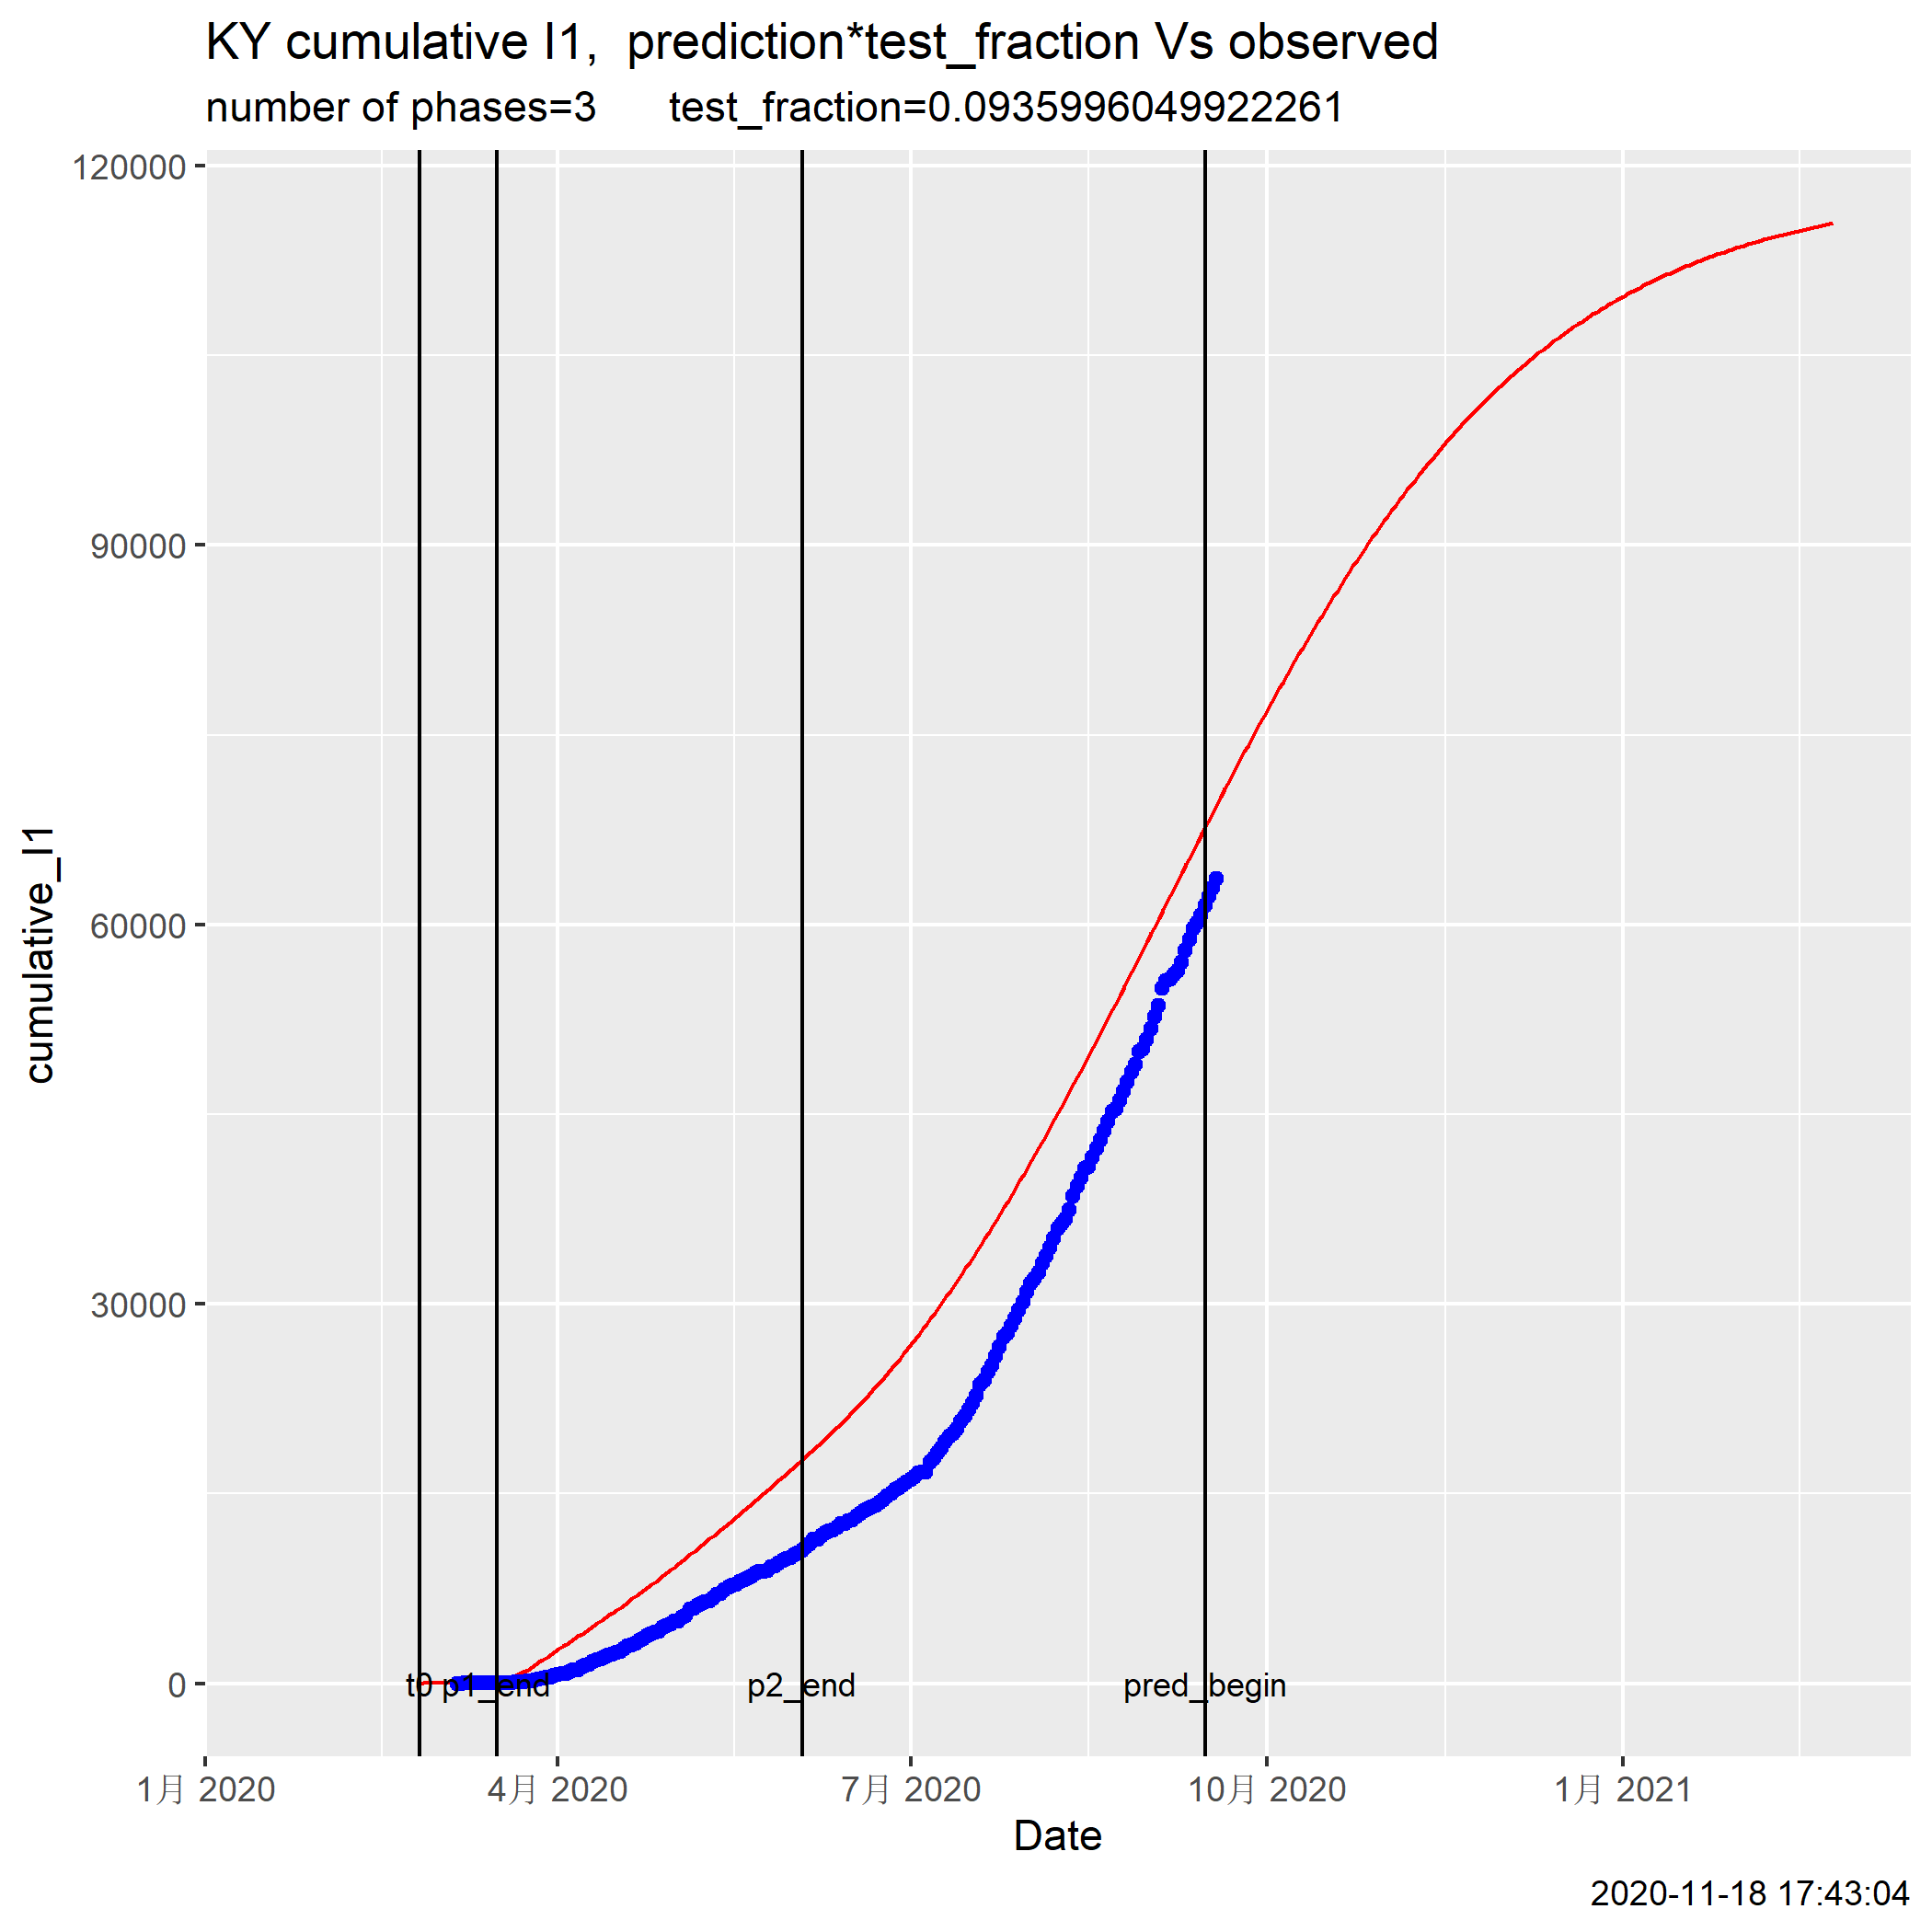 KY cumulative I1,  prediction*test_fraction Vs observed
number of phases=3      test_fraction=0.0935996049922261
cumulative_I1
120000
90000
60000
30000
0
t0 p1_end p2_end pred_begin
1月 2020 4月 2020 7月 2020 10月 2020 1月 2021
Date
2020-11-18 17:43:04